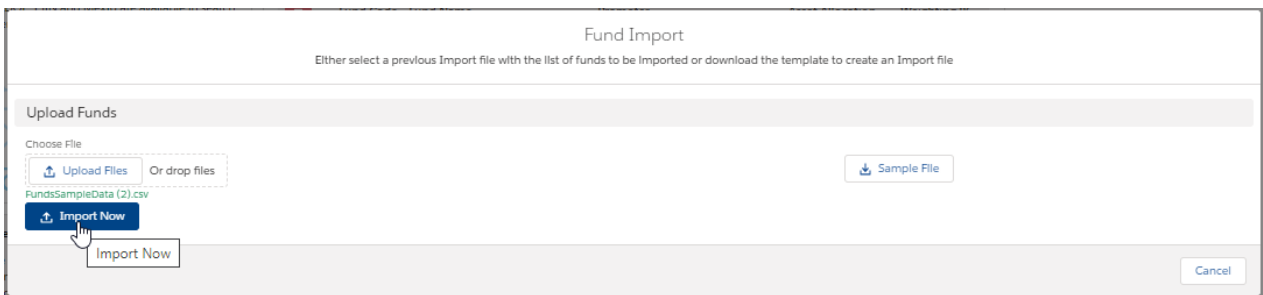 Fund Import
Either select a previous Import file with the list of funds to be imported or download the template to create an Import file
Upload Funds
Choose File
Upload Files Or drop files
Sample File
FundsSampleData (2).csv
Import Now
Import Now
Cancel